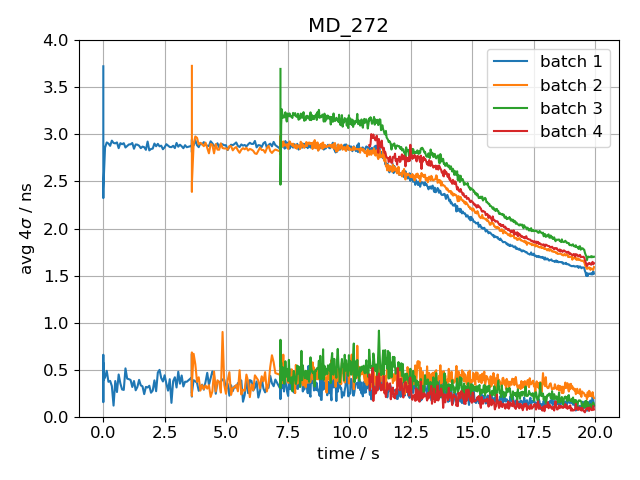 MD_272
4.0
3.5
3.0
2.5
2.0
1.5
1.0
0.5
0.0
avg 4σ / ns
batch 1
batch 2
batch 3
batch 4
0.0 2.5 5.0 7.5 10.0 12.5 15.0 17.5 20.0
time / s